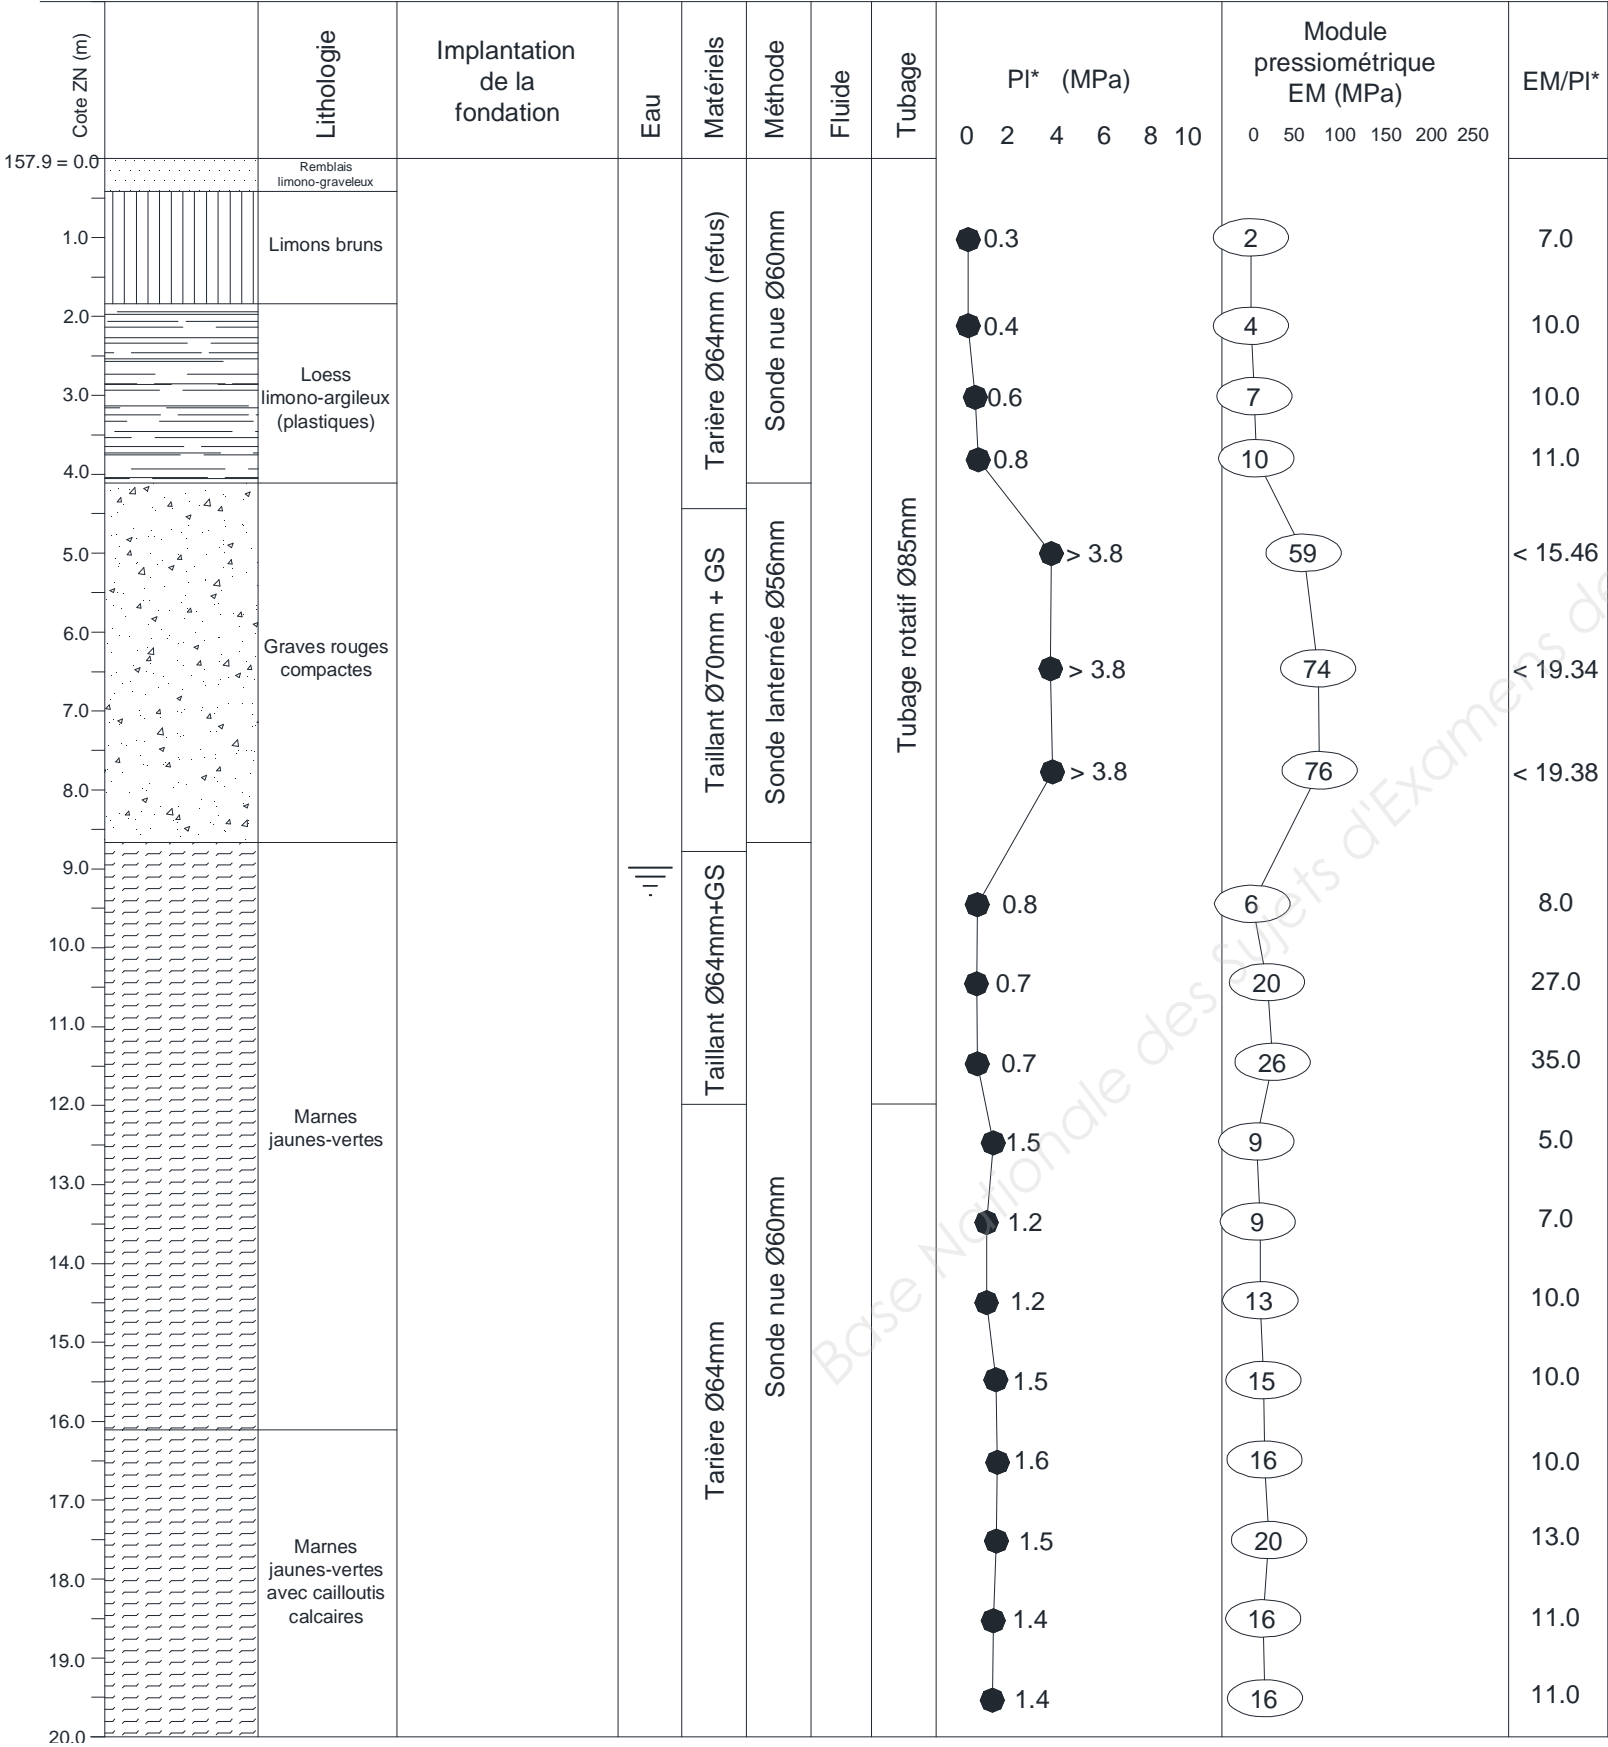 Cote ZN (m)
Lithologie
Implantation
de la
fondation
Eau
Matériels
Méthode
Fluide
Tubage
Pl* (MPa)
0 2 4 6 8 10
Module
pressiométrique
EM (MPa)
0 50 100 150 200 250
EM/Pl*
157.9 = 0.0
1.0
2.0
3.0
4.0
5.0
6.0
7.0
8.0
9.0
10.0
11.0
12.0
13.0
14.0
15.0
16.0
17.0
18.0
19.0
20.0
Remblais
limono-graveleux
Limons bruns
Loess
limono-argileux
(plastiques)
Graves rouges
compactes
Marnes
jaunes-vertes
Marnes
jaunes-vertes
avec cailloutis
calcaires
Tarière Ø64mm (refus)
Taillant Ø70mm + GS
Taillant Ø64mm+GS
Tarière Ø64mm
Sonde nue Ø60mm
Sonde lanternée Ø56mm
Sonde nue Ø60mm
Tubage rotatif Ø85mm
0.3 2 7.0
0.4 4 10.0
0.6 7 10.0
0.8 10 11.0
> 3.8 59 < 15.46
> 3.8 74 < 19.34
> 3.8 76 < 19.38
0.8 6 8.0
0.7 20 27.0
0.7 26 35.0
1.5 9 5.0
1.2 9 7.0
1.2 13 10.0
1.5 15 10.0
1.6 16 10.0
1.5 20 13.0
1.4 16 11.0
1.4 16 11.0
Base Nationale des Sujets d'Examens de